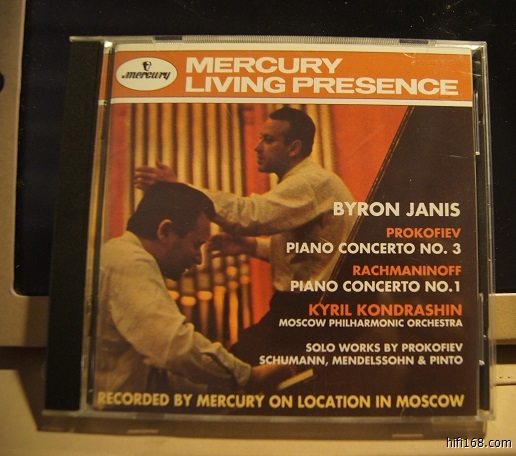 mercury
MERCURY
LIVING PRESENCE
BYRON JANIS
PROKOFIEV
PIANO CONCERTO NO. 3
RACHMANINOFF
PIANO CONCERTO NO.1
KYRIL KONDRASHIN
MOSCOW PHILHARMONIC ORCHESTRA
SOLO WORKS BY PROKOFIEV
SCHUMANN, MENDELSSOHN & PINTO
RECORDED BY MERCURY ON LOCATION IN MOSCOW
hifi168.com